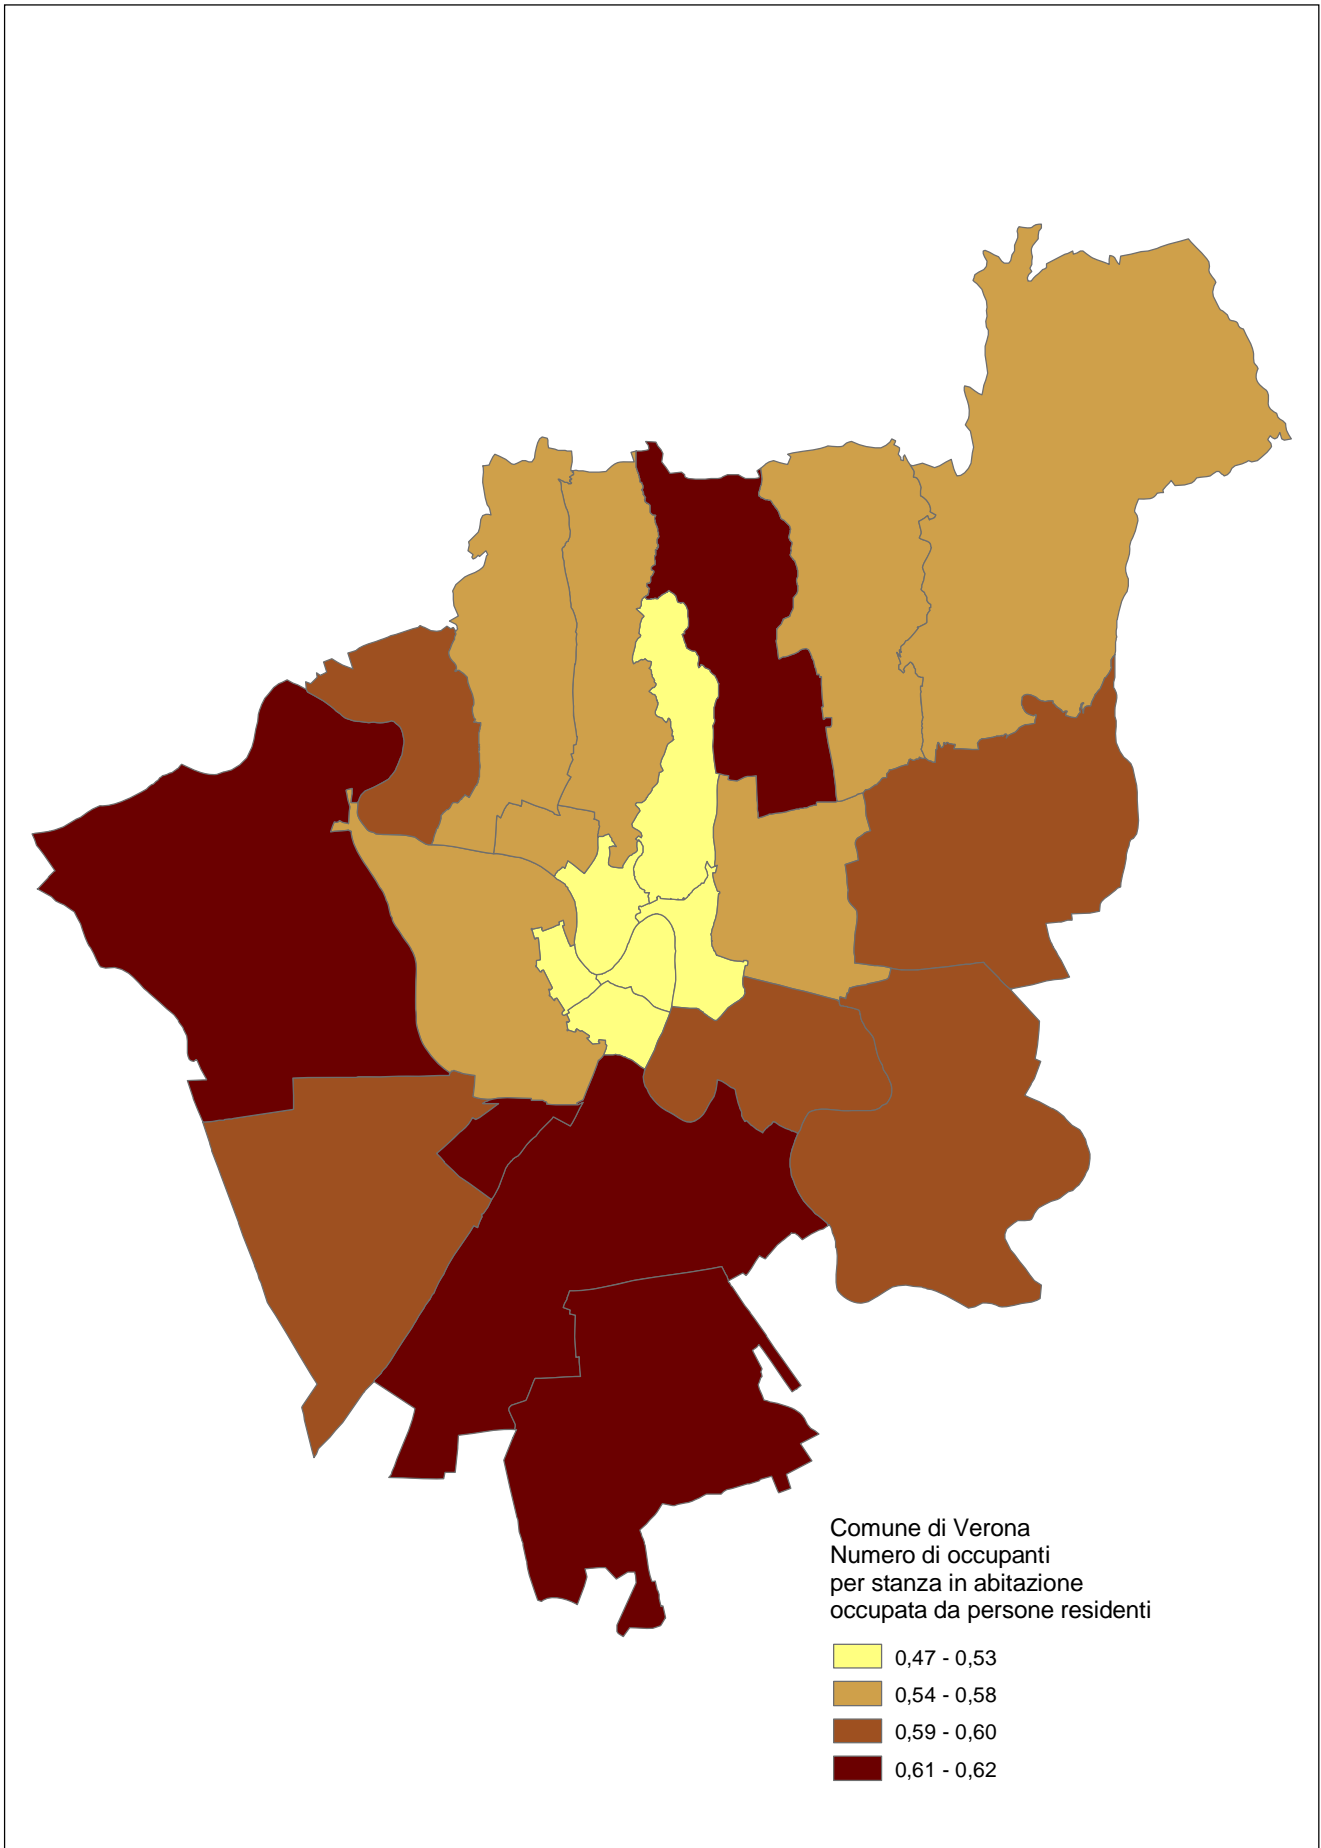 Comune di Verona
Numero di occupanti
per stanza in abitazione
occupata da persone residenti
0,47 - 0,53
0,54 - 0,58
0,59 - 0,60
0,61 - 0,62